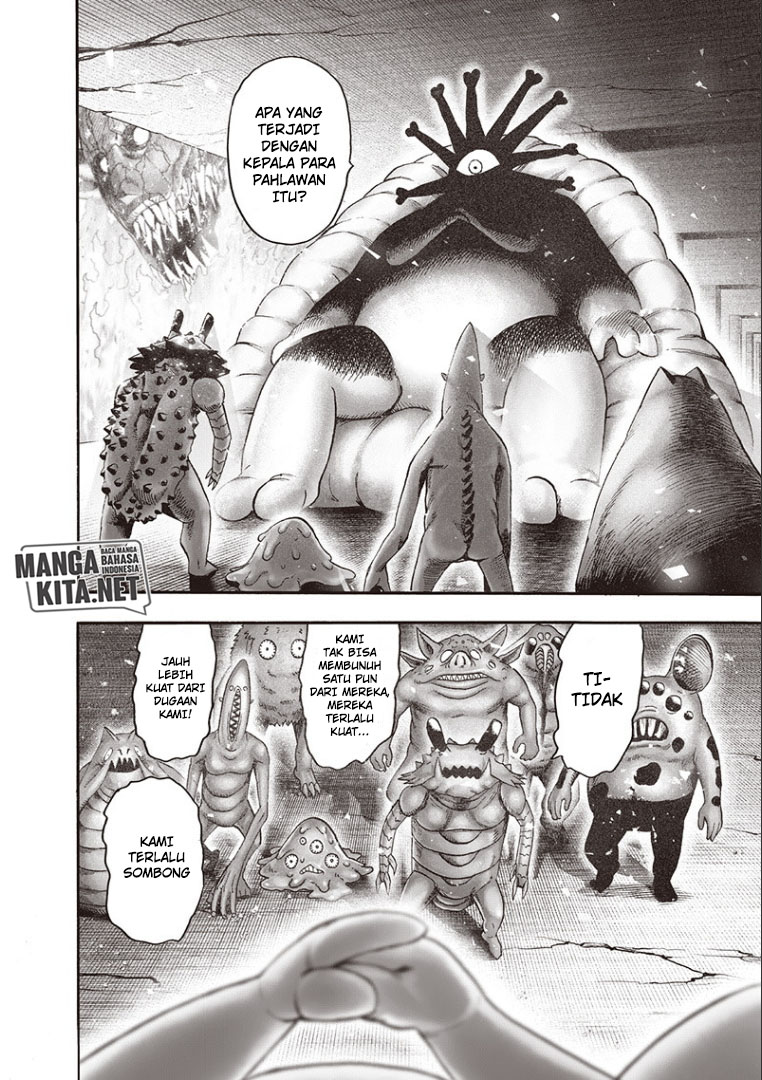 APA YANG
TERJADI
DENGAN
KEPALA PARA
PAHLAWAN
ITU?
MANGA
KITA.NET
BACA MANGA
BAHASA
INDONESIA
TI-
TIDAK
KAMI
TAK BISA
MEMBUNUH
SATU PUN
DARI MEREKA,
MEREKA
TERLALU
KUAT...
JAUH
LEBIH
KUAT DARI
DUGAAN
KAMI!
KAMI
TERLALU
SOMBONG